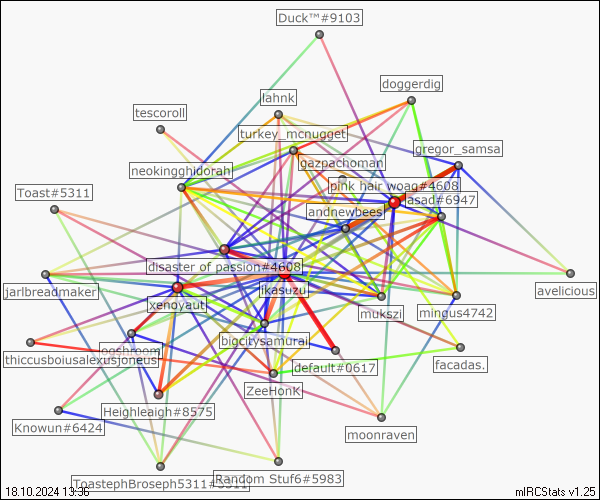 Duck™#9103
doggerdig
lahnk
tescoroll
turkey_mcnugget
gregor_samsa
gazpachoman
neokingghidorah
pink hair woag#4608
Toast#5311
asad#6947
andnewbees
disaster of passion#4608
ikasuzu
jarlbreadmaker
avelicious
xenoyaut
mukszi
mingus4742
bigcitysamurai
thiccusboiusalexusjoneus
default#0617
facadas.
ZeeHonK
Heighleaigh#8575
Knowun#6424
moonraven
ToastephBroseph5311#5311
Random Stuf6#5983
18.10.2024 13:36
mIRCStats v1.25